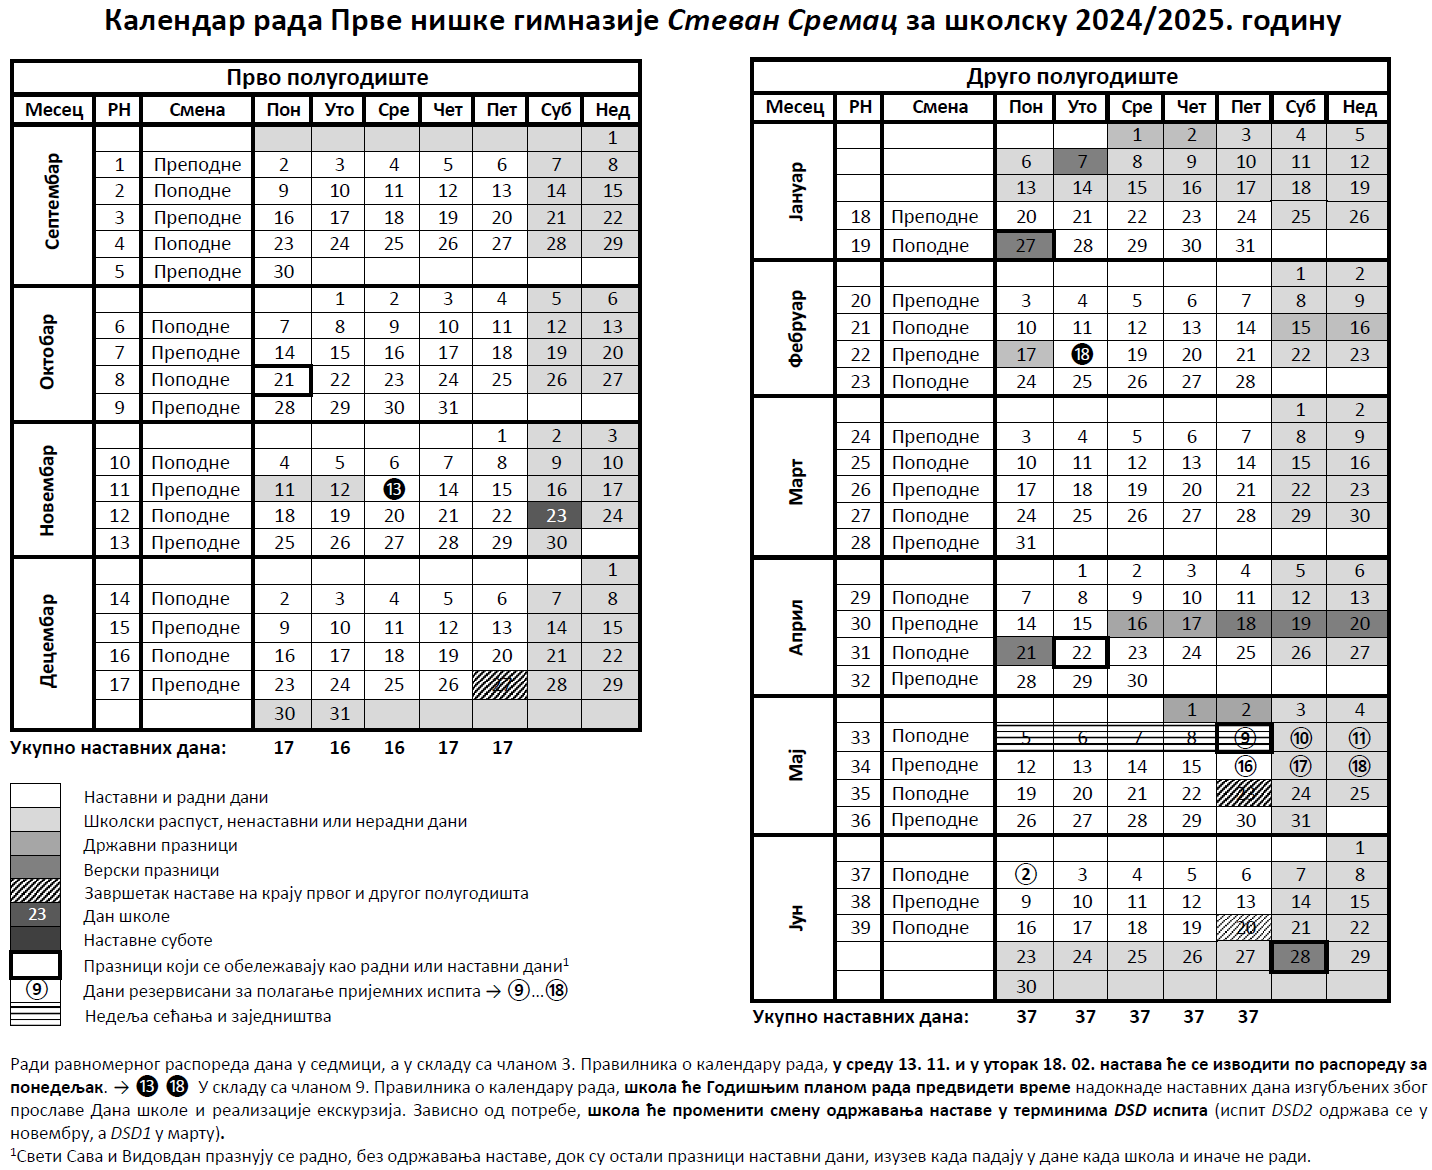 Календар рада Прве нишке гимназије Стеван Сремац за школску 2024/2025. годину
Прво полугодиште
Месец РН Смена Пон Уто Сре Чет Пет Суб Нед
Септембар
1
1 Преподне 2 3 4 5 6 7 8
2 Поподне 9 10 11 12 13 14 15
3 Преподне 16 17 18 19 20 21 22
4 Поподне 23 24 25 26 27 28 29
5 Преподне 30
Октобар
1 2 3 4 5 6
6 Поподне 7 8 9 10 11 12 13
7 Преподне 14 15 16 17 18 19 20
8 Поподне 21 22 23 24 25 26 27
9 Преподне 28 29 30 31
Новембар
1 2 3
10 Поподне 4 5 6 7 8 9 10
11 Преподне 11 12 ⓭ 14 15 16 17
12 Поподне 18 19 20 21 22 23 24
13 Преподне 25 26 27 28 29 30
Децембар
1
14 Поподне 2 3 4 5 6 7 8
15 Преподне 9 10 11 12 13 14 15
16 Поподне 16 17 18 19 20 21 22
17 Преподне 23 24 25 26 27 28 29
30 31
Укупно наставних дана: 17 16 16 17 17
Наставни и радни дани
Школски распуст, ненаставни или нерадни дани
Државни празници
Верски празници
Завршетак наставе на крају првог и другог полугодишта
23 Дан школе
Наставне суботе
Празници који се обележавају као радни или наставни дани¹
⑨ Дани резервисани за полагање пријемних испита → ⑨...⑱
Недеља сећања и заједништва
Друго полугодиште
Месец РН Смена Пон Уто Сре Чет Пет Суб Нед
Јануар
1 2 3 4 5
6 7 8 9 10 11 12
13 14 15 16 17 18 19
18 Преподне 20 21 22 23 24 25 26
19 Поподне 27 28 29 30 31
Фебруар
1 2
20 Преподне 3 4 5 6 7 8 9
21 Поподне 10 11 12 13 14 15 16
22 Преподне 17 ⓲ 19 20 21 22 23
23 Поподне 24 25 26 27 28
Март
1 2
24 Преподне 3 4 5 6 7 8 9
25 Поподне 10 11 12 13 14 15 16
26 Преподне 17 18 19 20 21 22 23
27 Поподне 24 25 26 27 28 29 30
28 Преподне 31
Април
1 2 3 4 5 6
29 Поподне 7 8 9 10 11 12 13
30 Преподне 14 15 16 17 18 19 20
31 Поподне 21 22 23 24 25 26 27
32 Преподне 28 29 30
Мај
1 2 3 4
33 Поподне 5 6 7 8 ⑨ ⑩ ⑪
34 Преподне 12 13 14 15 ⑯ ⑰ ⑱
35 Поподне 19 20 21 22 23 24 25
36 Преподне 26 27 28 29 30 31
Јун
1
37 Поподне ② 3 4 5 6 7 8
38 Преподне 9 10 11 12 13 14 15
39 Поподне 16 17 18 19 20 21 22
23 24 25 26 27 28 29
30
Укупно наставних дана: 37 37 37 37 37
Ради равномерног распореда дана у седмици, а у складу са чланом 3. Правилника о календару рада, у среду 13. 11. и у уторак 18. 02. настава ће се изводити по распореду за
понедељак. → ⓭ ⓲ У складу са чланом 9. Правилника о календару рада, школа ће Годишњим планом рада предвидети време надокнаде наставних дана изгубљених због
прославе Дана школе и реализације екскурзија. Зависно од потребе, школа ће променити смену одржавања наставе у терминима DSD испита (испит DSD2 одржава се у
новембру, а DSD1 у марту).
¹Свети Сава и Видовдан празнују се радно, без одржавања наставе, док су остали празници наставни дани, изузев када падају у дане када школа и иначе не ради.